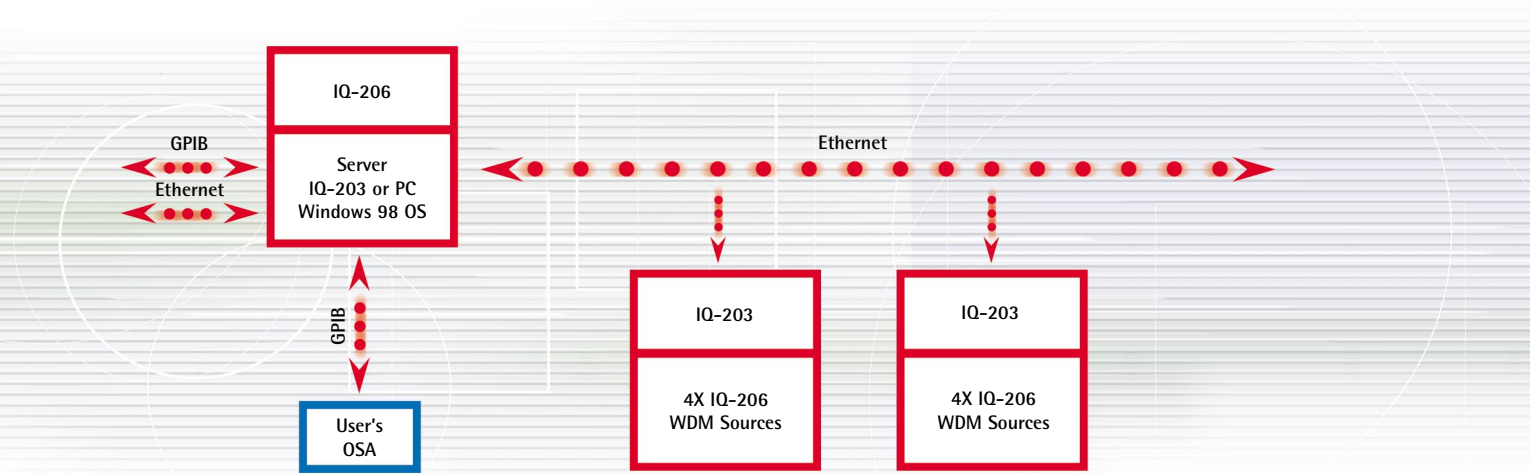 IQ-206
GPIB
Ethernet
Server
IQ-203 or PC
Windows 98 OS
Ethernet
GPIB
User's
OSA
IQ-203
4X IQ-206
WDM Sources
IQ-203
4X IQ-206
WDM Sources